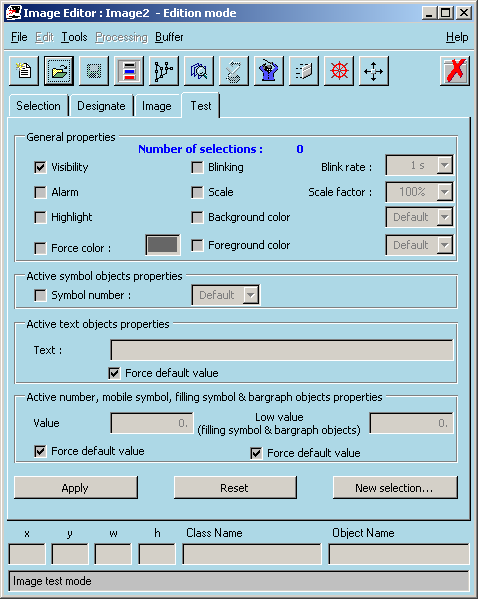 Image Editor : Image2 - Edition mode
File Edit Tools Processing Buffer Help
Selection Designate Image Test
General properties
Number of selections : 0
Visibility Blinking Blink rate : 1 s
Alarm Scale Scale factor : 100%
Highlight Background color Default
Force color : Foreground color Default
Active symbol objects properties
Symbol number : Default
Active text objects properties
Text :
Force default value
Active number, mobile symbol, filling symbol & bargraph objects properties
Value 0. Low value 0.
(filling symbol & bargraph objects)
Force default value Force default value
Apply Reset New selection...
x y w h Class Name Object Name
Image test mode